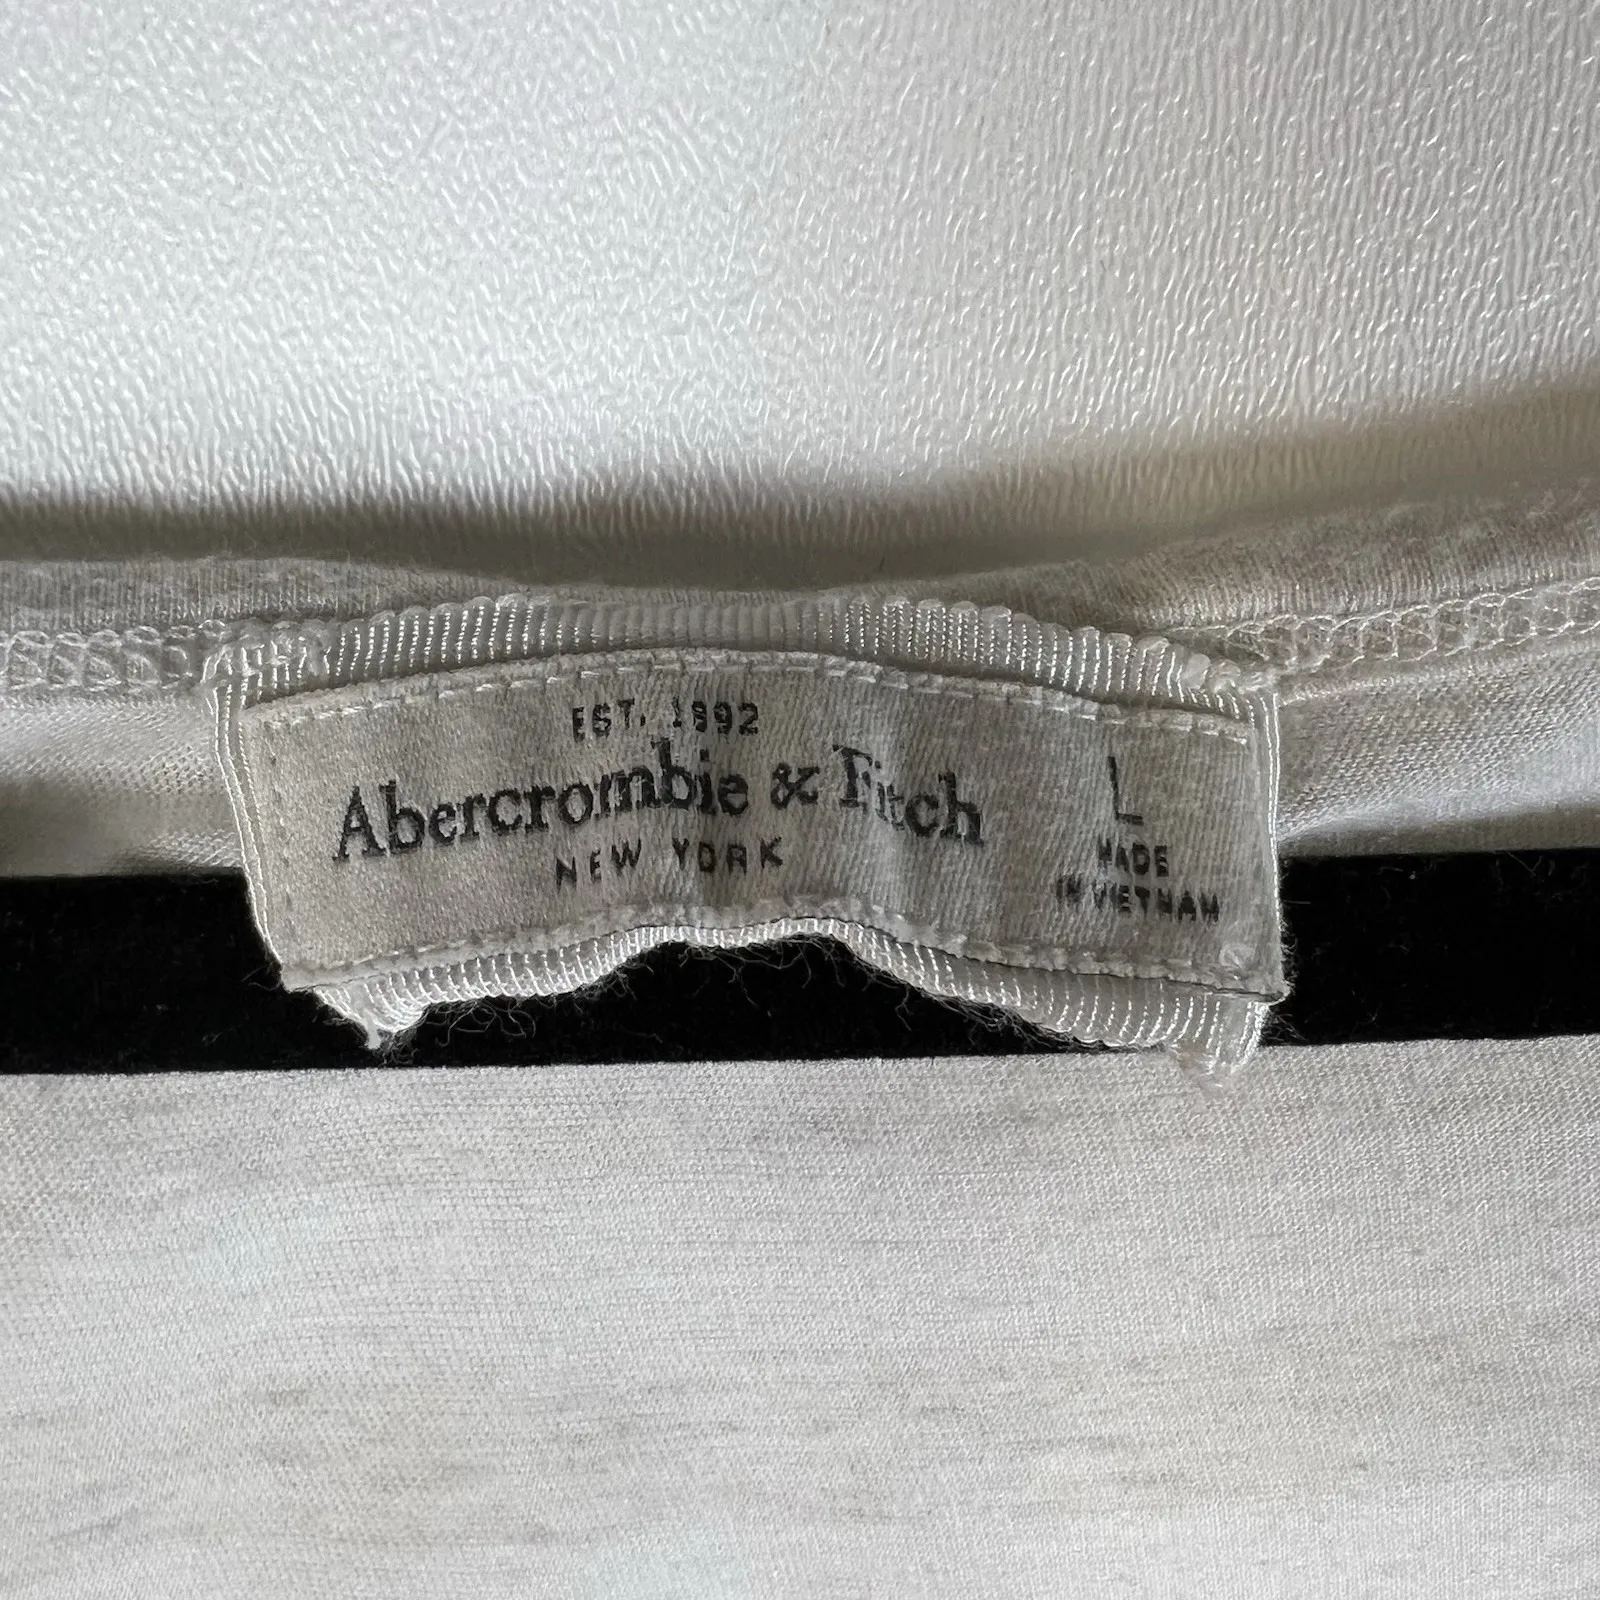 EST. 1892
Abercrombie & Fitch
NEW YORK
L
MADE
IN VIETNAM